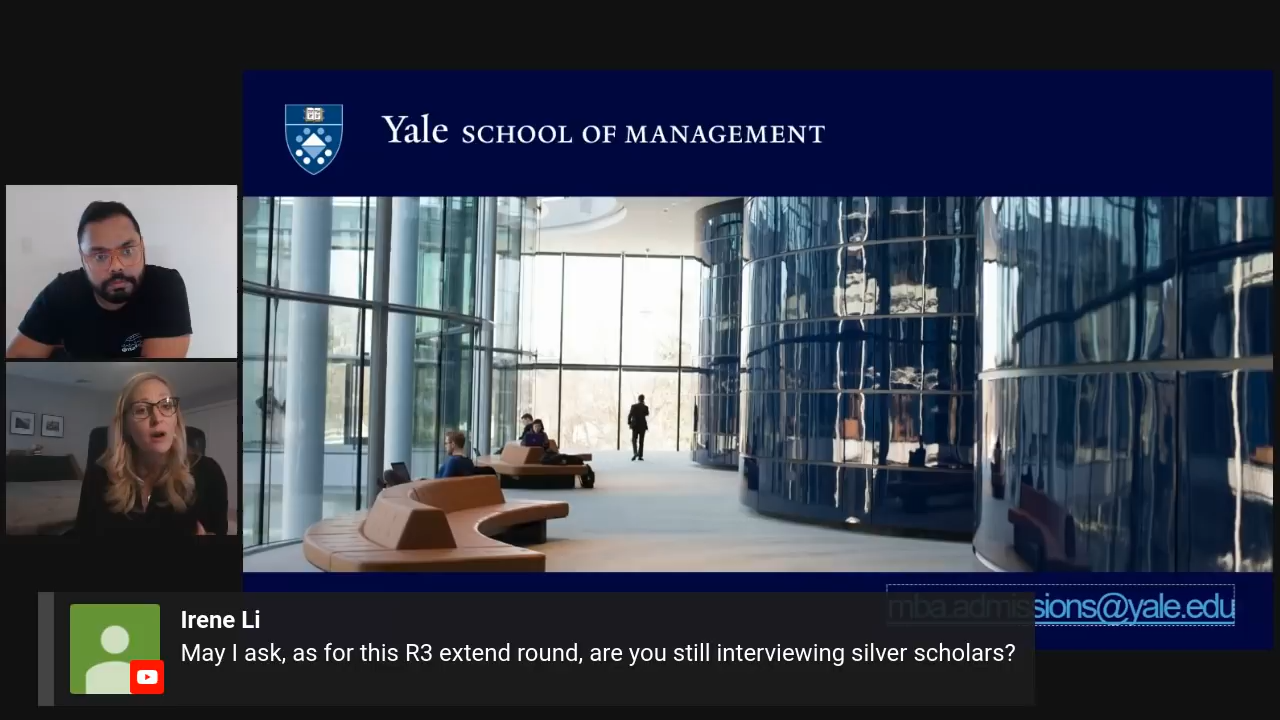 Yale SCHOOL OF MANAGEMENT
mba.admissions@yale.edu
Irene Li
May I ask, as for this R3 extend round, are you still interviewing silver scholars?